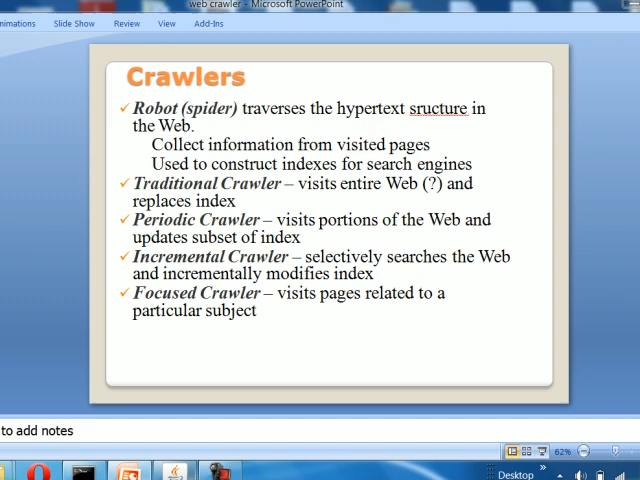 web crawler - Microsoft PowerPoint
nimations Slide Show Review View Add-Ins
Crawlers
Robot (spider) traverses the hypertext sructure in
the Web.
Collect information from visited pages
Used to construct indexes for search engines
Traditional Crawler – visits entire Web (?) and
replaces index
Periodic Crawler – visits portions of the Web and
updates subset of index
Incremental Crawler – selectively searches the Web
and incrementally modifies index
Focused Crawler – visits pages related to a
particular subject
to add notes
62%
Desktop